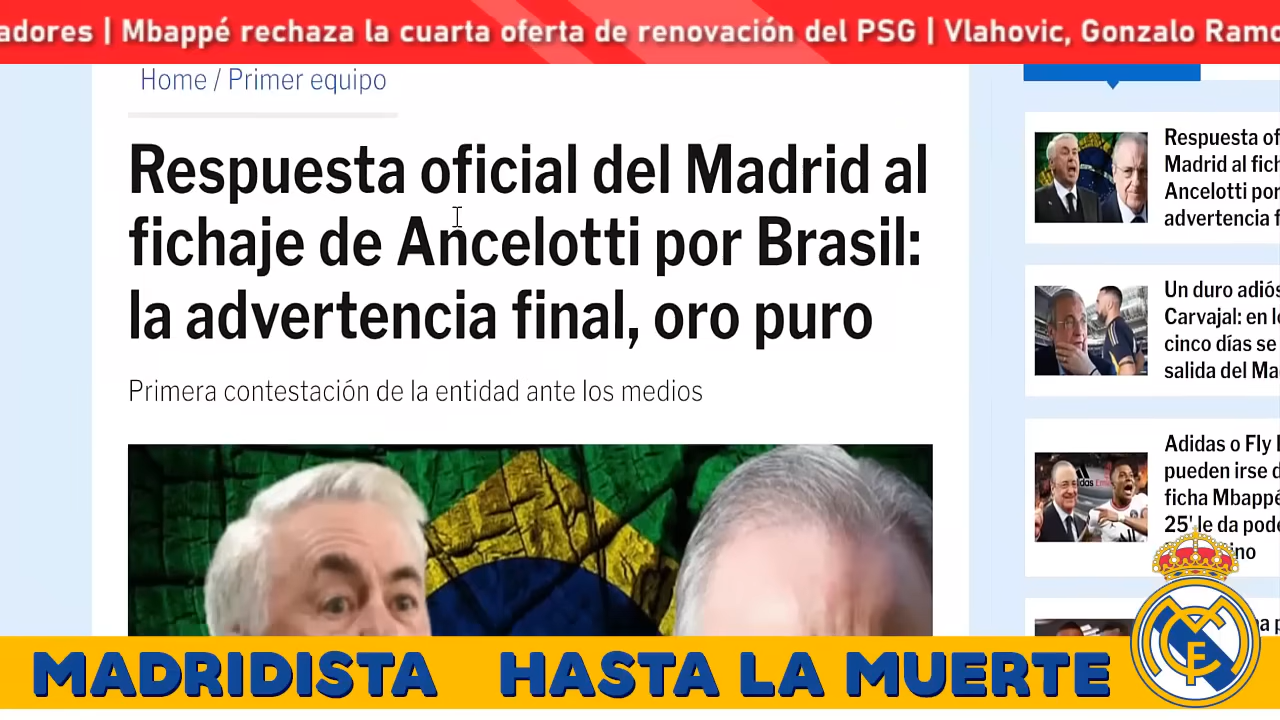 adores | Mbappé rechaza la cuarta oferta de renovación del PSG | Vlahovic, Gonzalo Ramo
Home / Primer equipo
Respuesta oficial del Madrid al
fichaje de Ancelotti por Brasil:
la advertencia final, oro puro
Primera contestación de la entidad ante los medios
Respuesta of
Madrid al fich
Ancelotti por
advertencia f
Un duro adiós
Carvajal: en lo
cinco días se
salida del Ma
Adidas o Fly
pueden irse d
ficha Mbappé
25' le da pode
ino
MADRIDISTA HASTA LA MUERTE